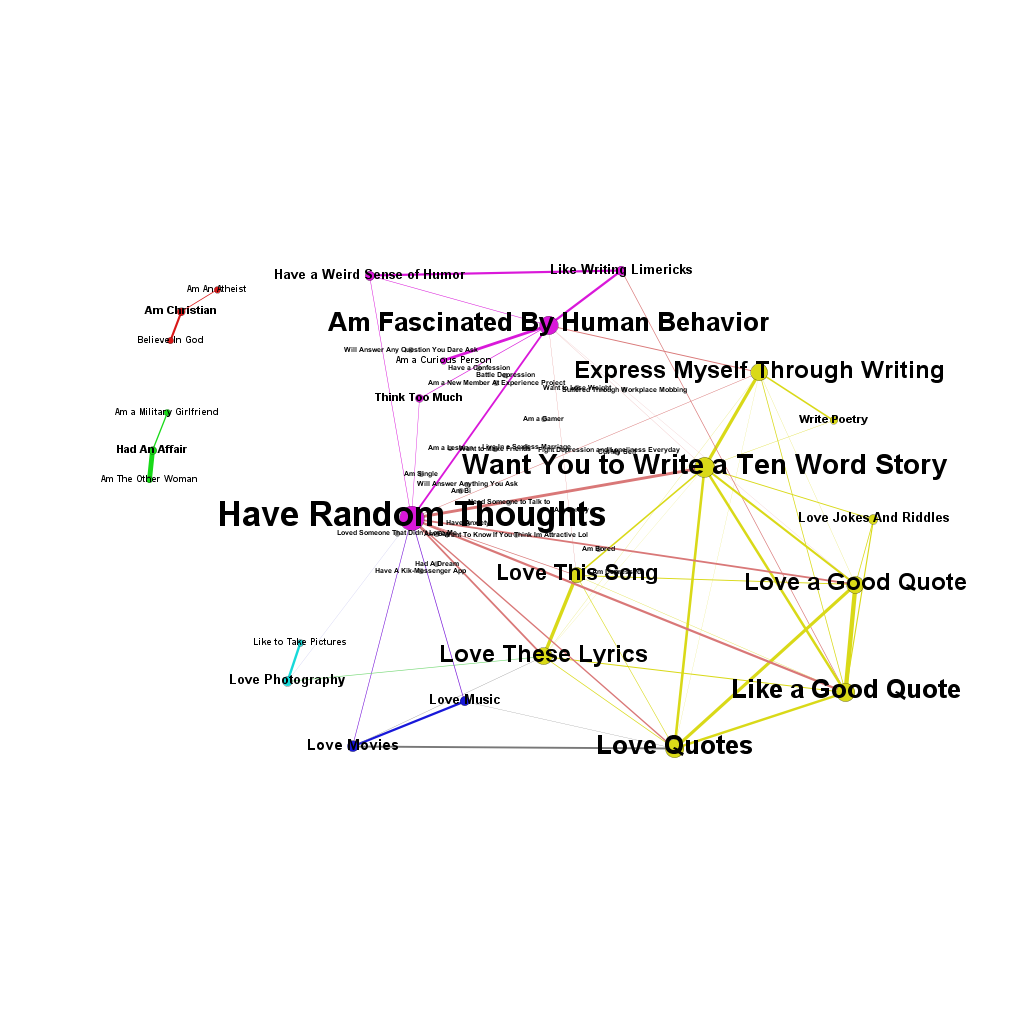 Have a Weird Sense of Humor
Like Writing Limericks
Am An Atheist
Am Christian
Believe In God
Am Fascinated By Human Behavior
Will Answer Any Question You Dare Ask
Am a Curious Person
Have a Confession
Battle Depression
Am a New Member At Experience Project
Want to Lose Weight
Suffered Through Workplace Mobbing
Express Myself Through Writing
Think Too Much
Am a Military Girlfriend
Am a Gamer
Write Poetry
Had An Affair
Am a Lesbian
Want to Make Friends
Live In a Sexless Marriage
Fight Depression and Loneliness Everyday
Am The Other Woman
Want You to Write a Ten Word Story
Am Single
Will Answer Anything You Ask
Am Bi
Need Someone to Talk to
Have Random Thoughts
Have Anxiety
Love Jokes And Riddles
Loved Someone That Didn't Love Me
Want To Know If You Think Im Attractive Lol
Am Bored
Had A Dream
Have A Kik-Messenger App
Love This Song
Love a Good Quote
Like to Take Pictures
Love These Lyrics
Love Photography
Like a Good Quote
Love Music
Love Movies
Love Quotes